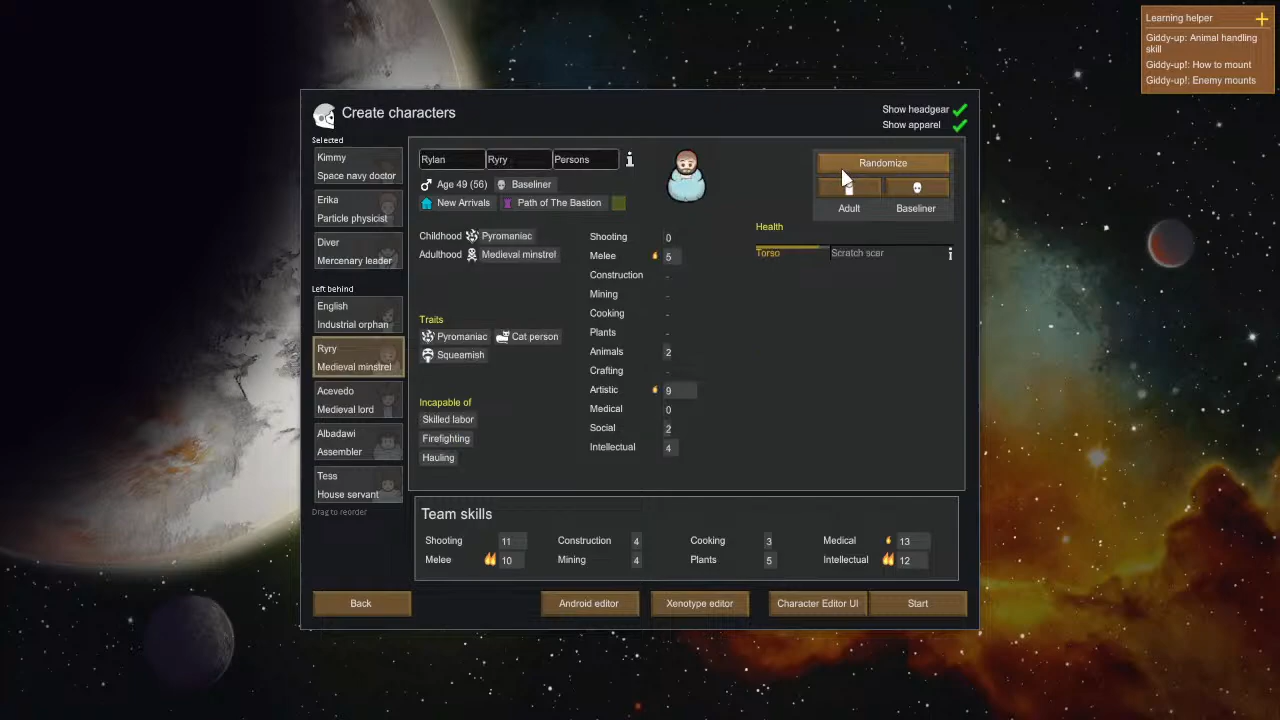 Learning helper
Giddy-up: Animal handling
skill
Giddy-up!: How to mount
Giddy-up!: Enemy mounts
Create characters
Show headgear
Show apparel
Selected
Kimmy
Space navy doctor
Erika
Particle physicist
Diver
Mercenary leader
Left behind
English
Industrial orphan
Ryry
Medieval minstrel
Acevedo
Medieval lord
Albadawi
Assembler
Tess
House servant
Drag to reorder
Rylan Ryry Persons
Age 49 (56) Baseliner
New Arrivals Path of The Bastion
Childhood Pyromaniac
Adulthood Medieval minstrel
Traits
Pyromaniac Cat person
Squeamish
Incapable of
Skilled labor
Firefighting
Hauling
Shooting 0
Melee 5
Construction -
Mining -
Cooking -
Plants -
Animals 2
Crafting -
Artistic 9
Medical 0
Social 2
Intellectual 4
Randomize
Adult Baseliner
Health
Torso Scratch scar
Team skills
Shooting 11 Construction 4 Cooking 3 Medical 13
Melee 10 Mining 4 Plants 5 Intellectual 12
Back Android editor Xenotype editor Character Editor UI Start